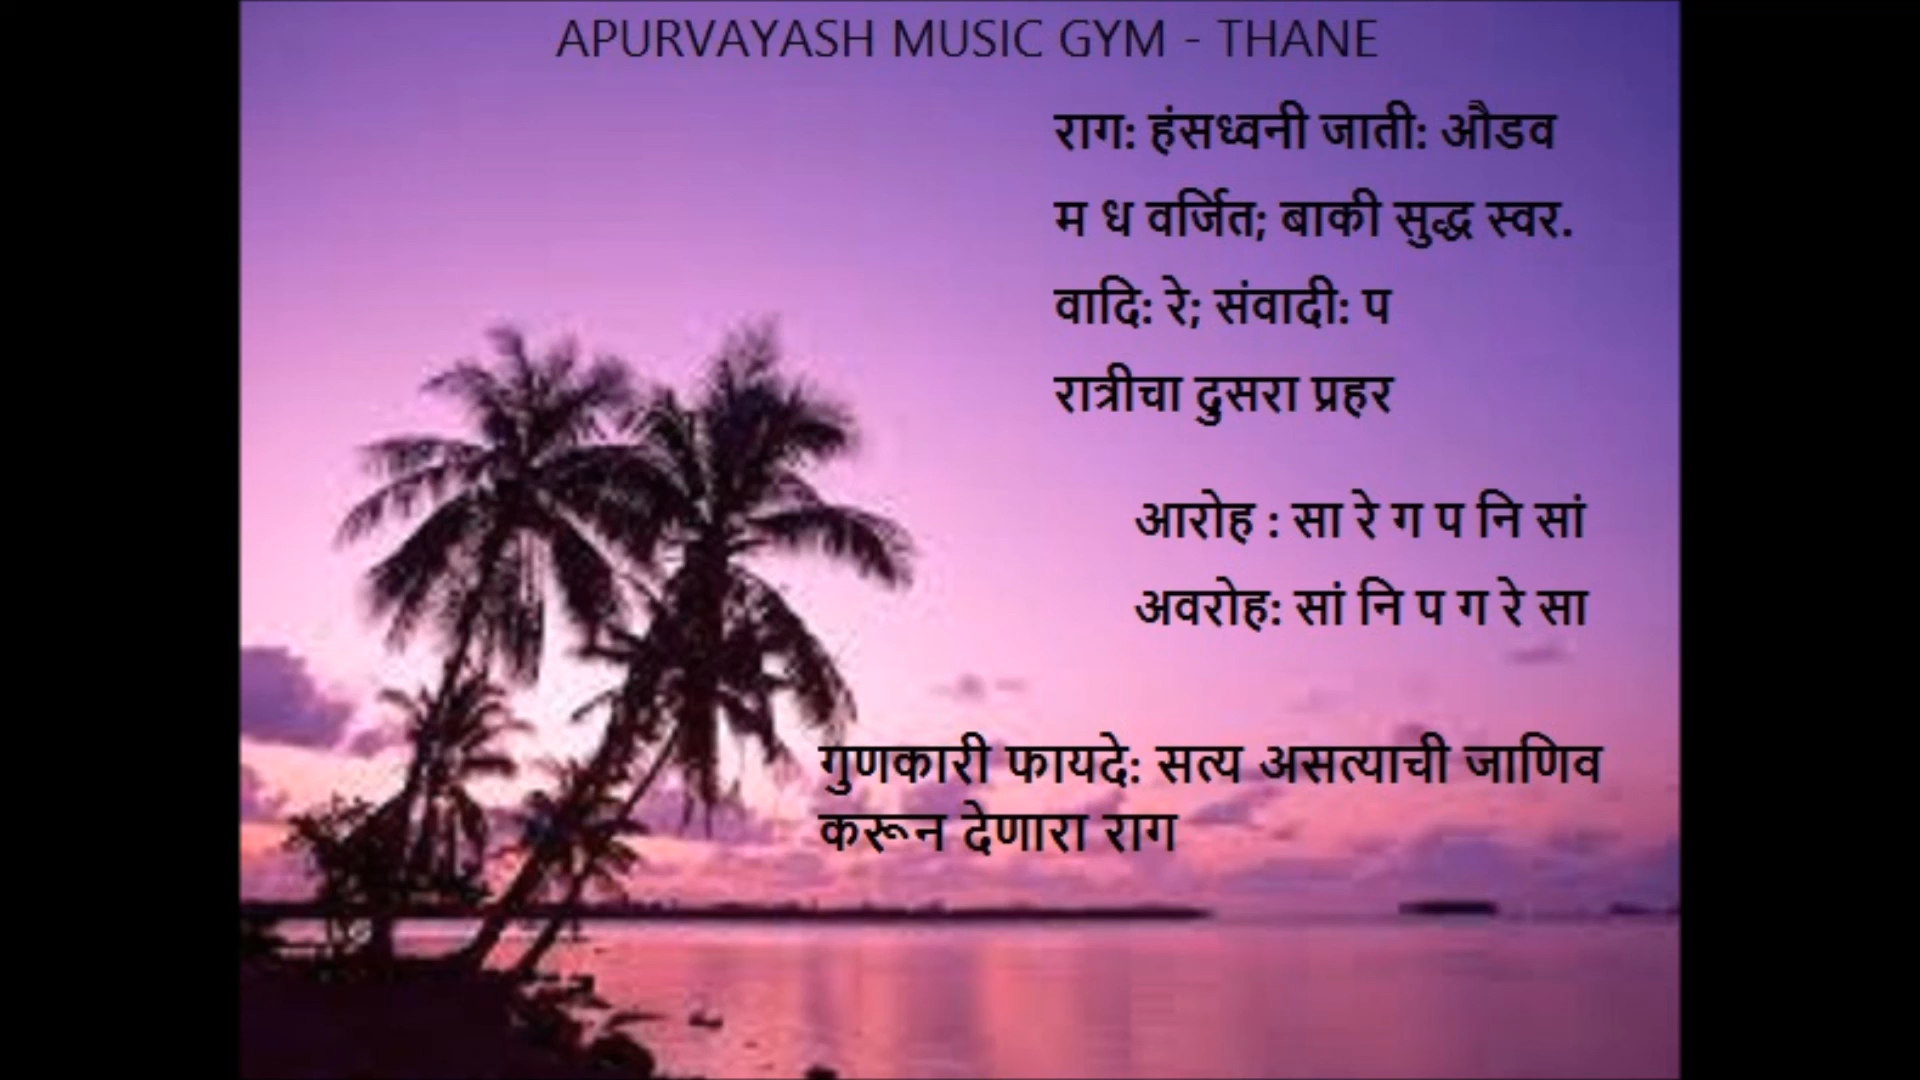 APURVAYASH MUSIC GYM - THANE
राग: हंसध्वनी जाती: औडव
म ध वर्जित; बाकी सुद्ध स्वर.
वादि: रे; संवादी: प
रात्रीचा दुसरा प्रहर
आरोह : सा रे ग प नि सां
अवरोह: सां नि प ग रे सा
गुणकारी फायदे: सत्य असत्याची जाणिव
करून देणारा राग